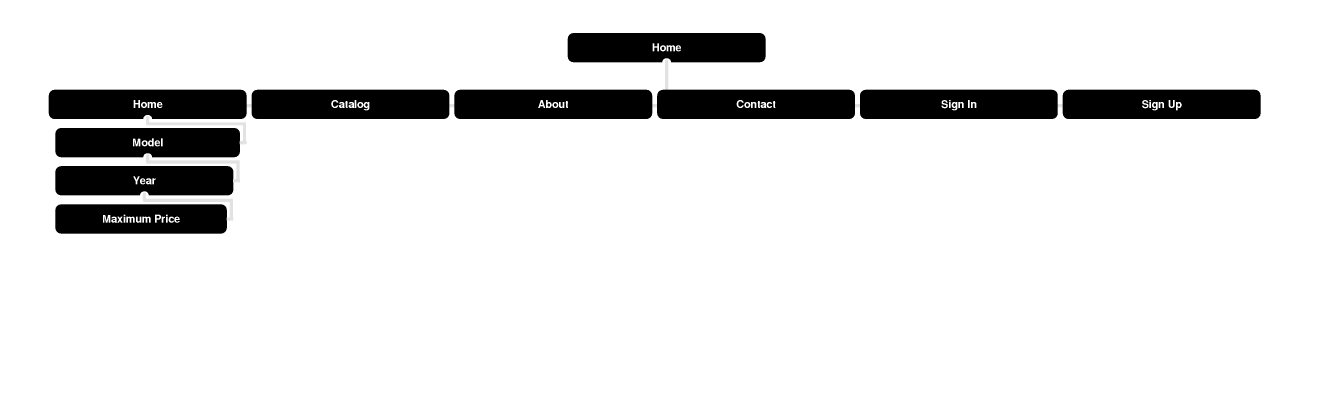 Home
Home
Catalog
About
Contact
Sign In
Sign Up
Model
Year
Maximum Price